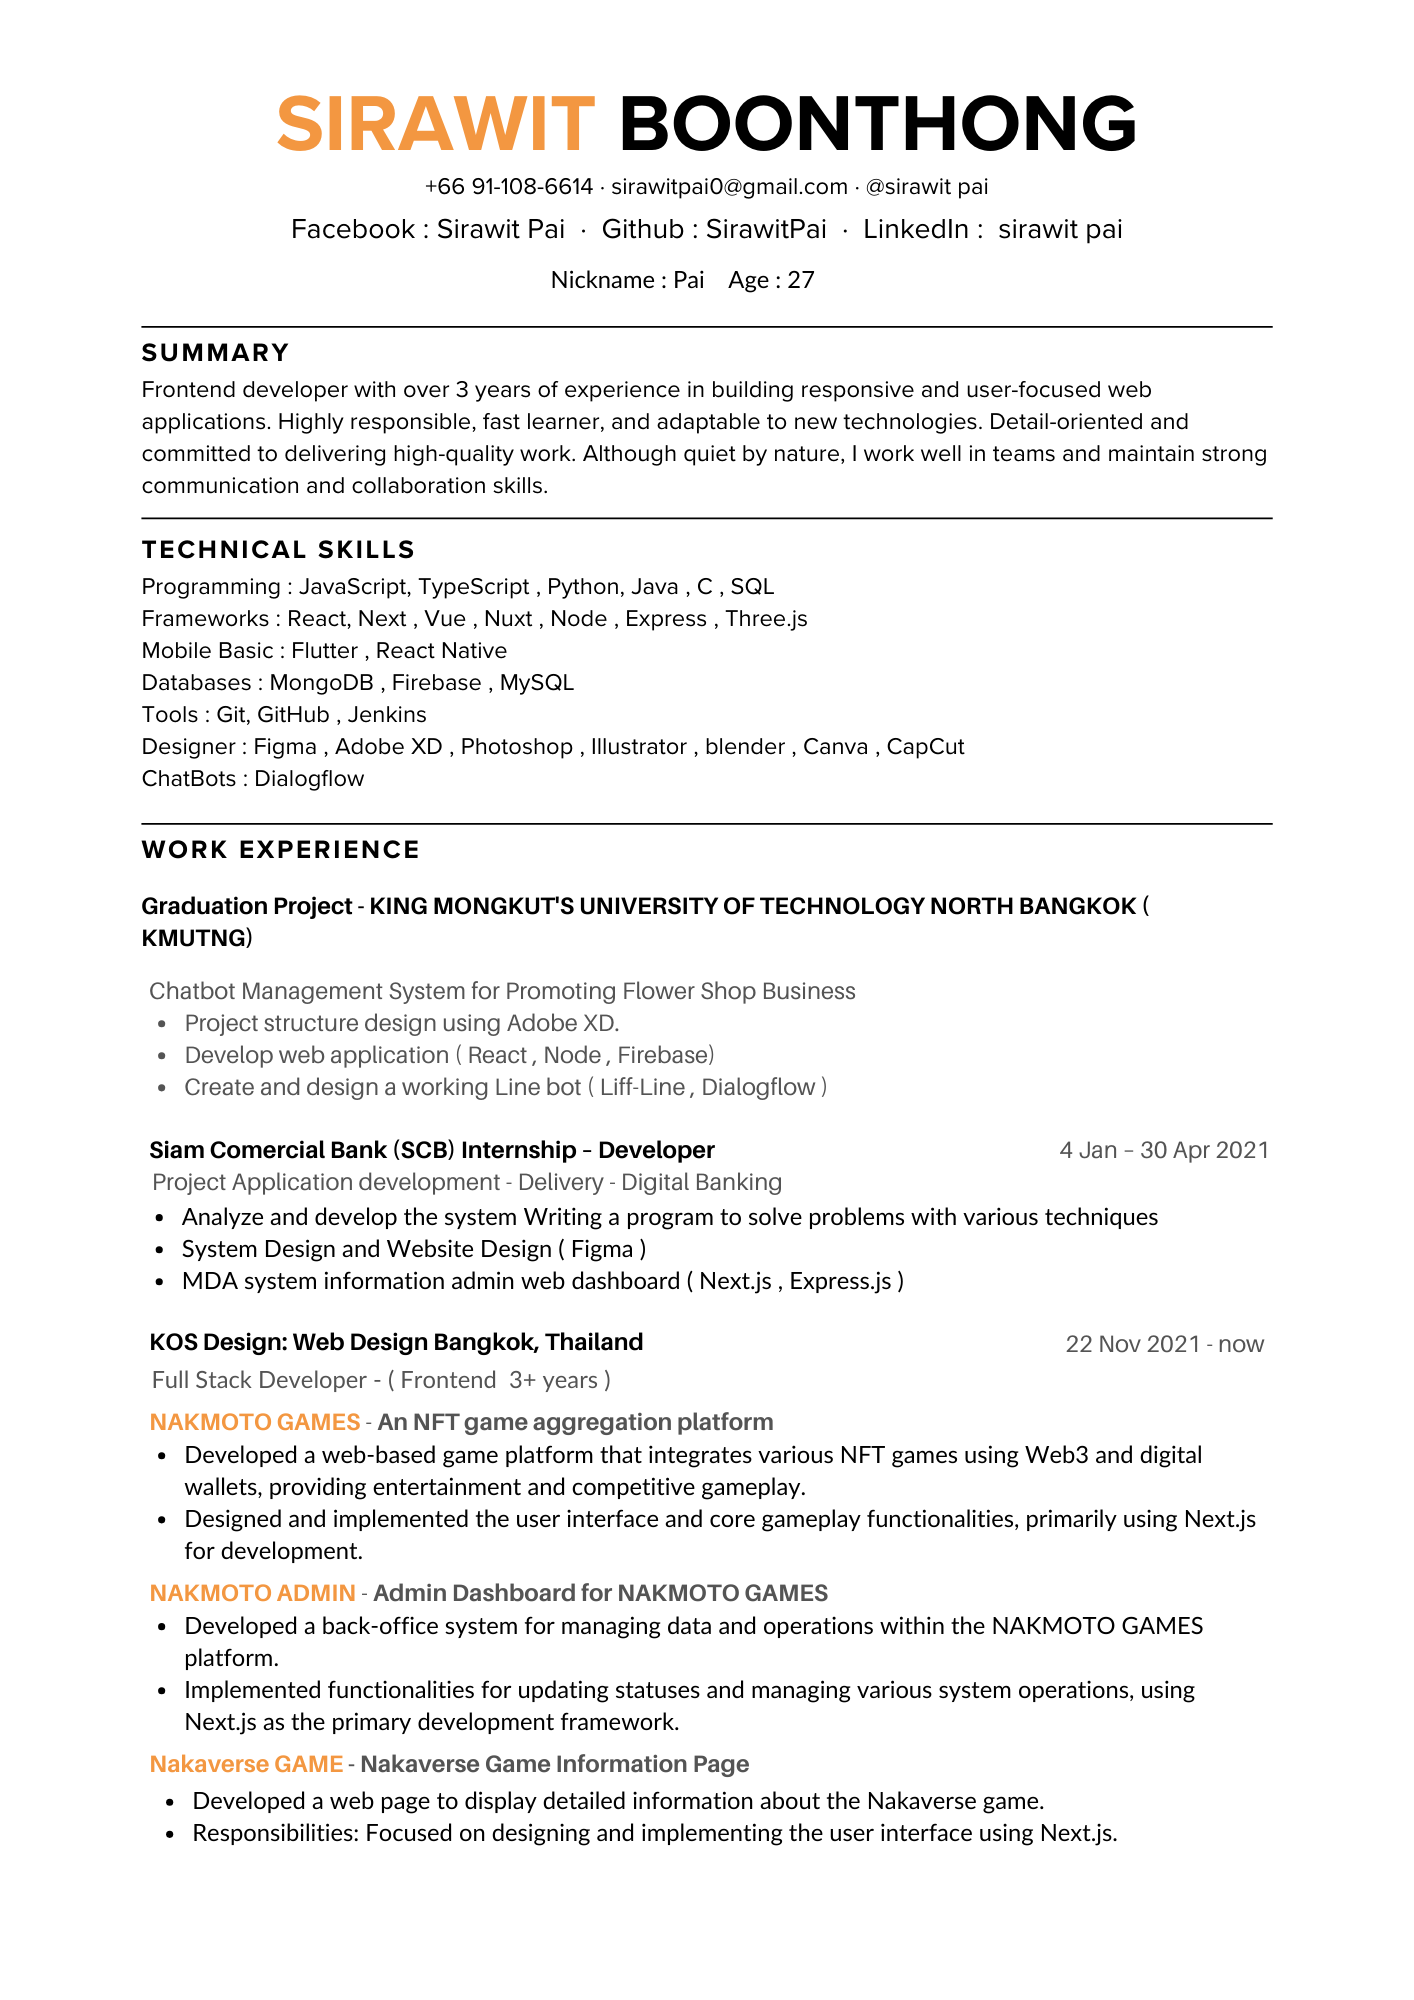 SIRAWIT BOONTHONG
+66 91-108-6614 · sirawitpai0@gmail.com · @sirawit pai
Facebook : Sirawit Pai · Github : SirawitPai · LinkedIn : sirawit pai
Nickname : Pai Age : 27
SUMMARY
Frontend developer with over 3 years of experience in building responsive and user-focused web
applications. Highly responsible, fast learner, and adaptable to new technologies. Detail-oriented and
committed to delivering high-quality work. Although quiet by nature, I work well in teams and maintain strong
communication and collaboration skills.
TECHNICAL SKILLS
Programming : JavaScript, TypeScript , Python, Java , C , SQL
Frameworks : React, Next , Vue , Nuxt , Node , Express , Three.js
Mobile Basic : Flutter , React Native
Databases : MongoDB , Firebase , MySQL
Tools : Git, GitHub , Jenkins
Designer : Figma , Adobe XD , Photoshop , Illustrator , blender , Canva , CapCut
ChatBots : Dialogflow
WORK EXPERIENCE
Graduation Project - KING MONGKUT'S UNIVERSITY OF TECHNOLOGY NORTH BANGKOK (
KMUTNG)
Chatbot Management System for Promoting Flower Shop Business
• Project structure design using Adobe XD.
• Develop web application ( React , Node , Firebase)
• Create and design a working Line bot ( Liff-Line , Dialogflow )
Siam Comercial Bank (SCB) Internship – Developer 4 Jan – 30 Apr 2021
Project Application development - Delivery - Digital Banking
• Analyze and develop the system Writing a program to solve problems with various techniques
• System Design and Website Design ( Figma )
• MDA system information admin web dashboard ( Next.js , Express.js )
KOS Design: Web Design Bangkok, Thailand 22 Nov 2021 - now
Full Stack Developer - ( Frontend 3+ years )
NAKMOTO GAMES - An NFT game aggregation platform
• Developed a web-based game platform that integrates various NFT games using Web3 and digital
wallets, providing entertainment and competitive gameplay.
• Designed and implemented the user interface and core gameplay functionalities, primarily using Next.js
for development.
NAKMOTO ADMIN - Admin Dashboard for NAKMOTO GAMES
• Developed a back-office system for managing data and operations within the NAKMOTO GAMES
platform.
• Implemented functionalities for updating statuses and managing various system operations, using
Next.js as the primary development framework.
Nakaverse GAME - Nakaverse Game Information Page
• Developed a web page to display detailed information about the Nakaverse game.
• Responsibilities: Focused on designing and implementing the user interface using Next.js.